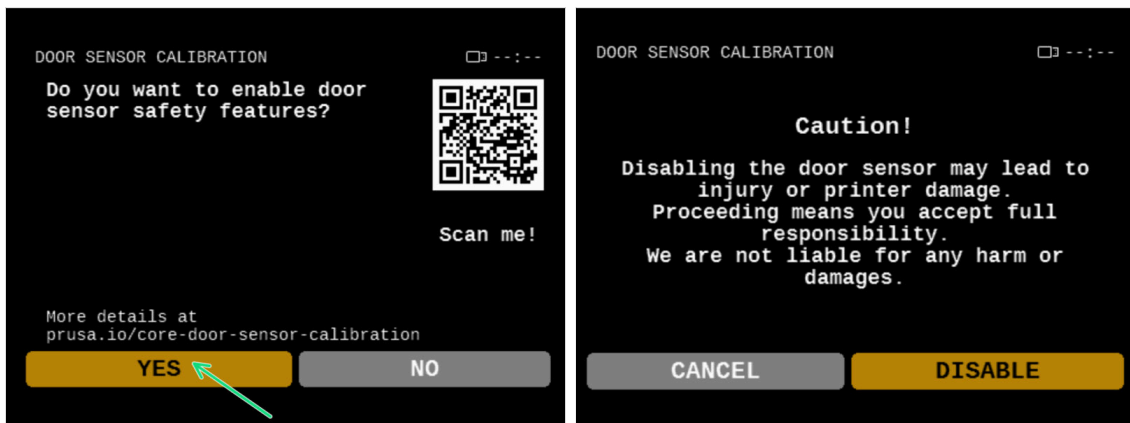 DOOR SENSOR CALIBRATION
--:--
Do you want to enable door
sensor safety features?
Scan me!
More details at
prusa.io/core-door-sensor-calibration
YES
NO
DOOR SENSOR CALIBRATION
--:--
Caution!
Disabling the door sensor may lead to
injury or printer damage.
Proceeding means you accept full
responsibility.
We are not liable for any harm or
damages.
CANCEL
DISABLE